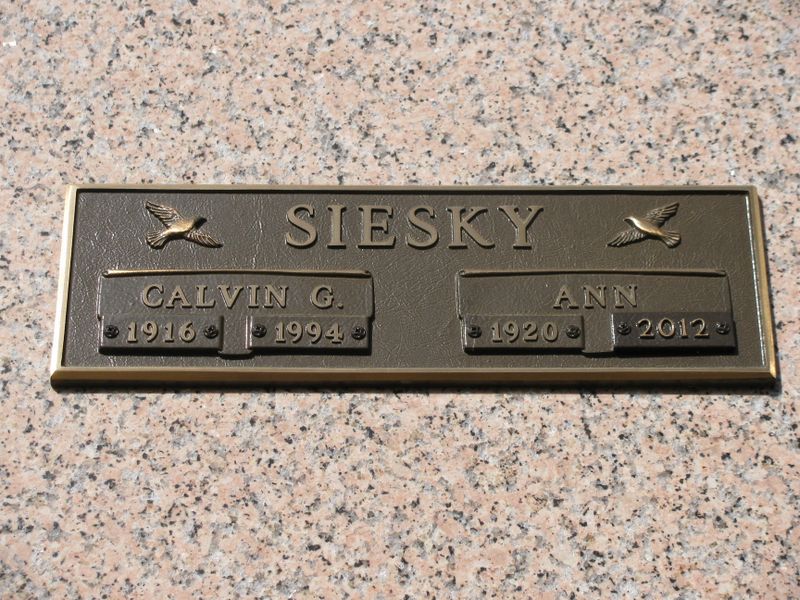 SIESKY
CALVIN G.
1916 1994
ANN
1920 2012